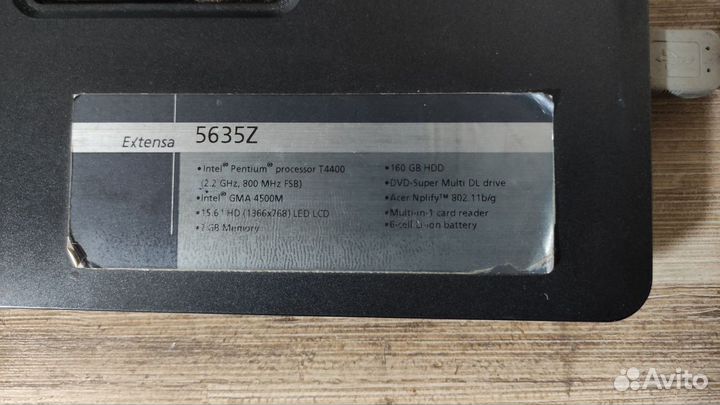 Extensa 5635Z
•Intel® Pentium® processor T4400
(2.2 GHz, 800 MHz FSB)
•Intel® GMA 4500M
•15.6" HD (1366x768) LED LCD
GB Memory
•160 GB HDD
•DVD-Super Multi DL drive
•Acer Nplify™ 802.11b/g
•Multi-in-1 card reader
•6-cell Li-ion battery
Avito